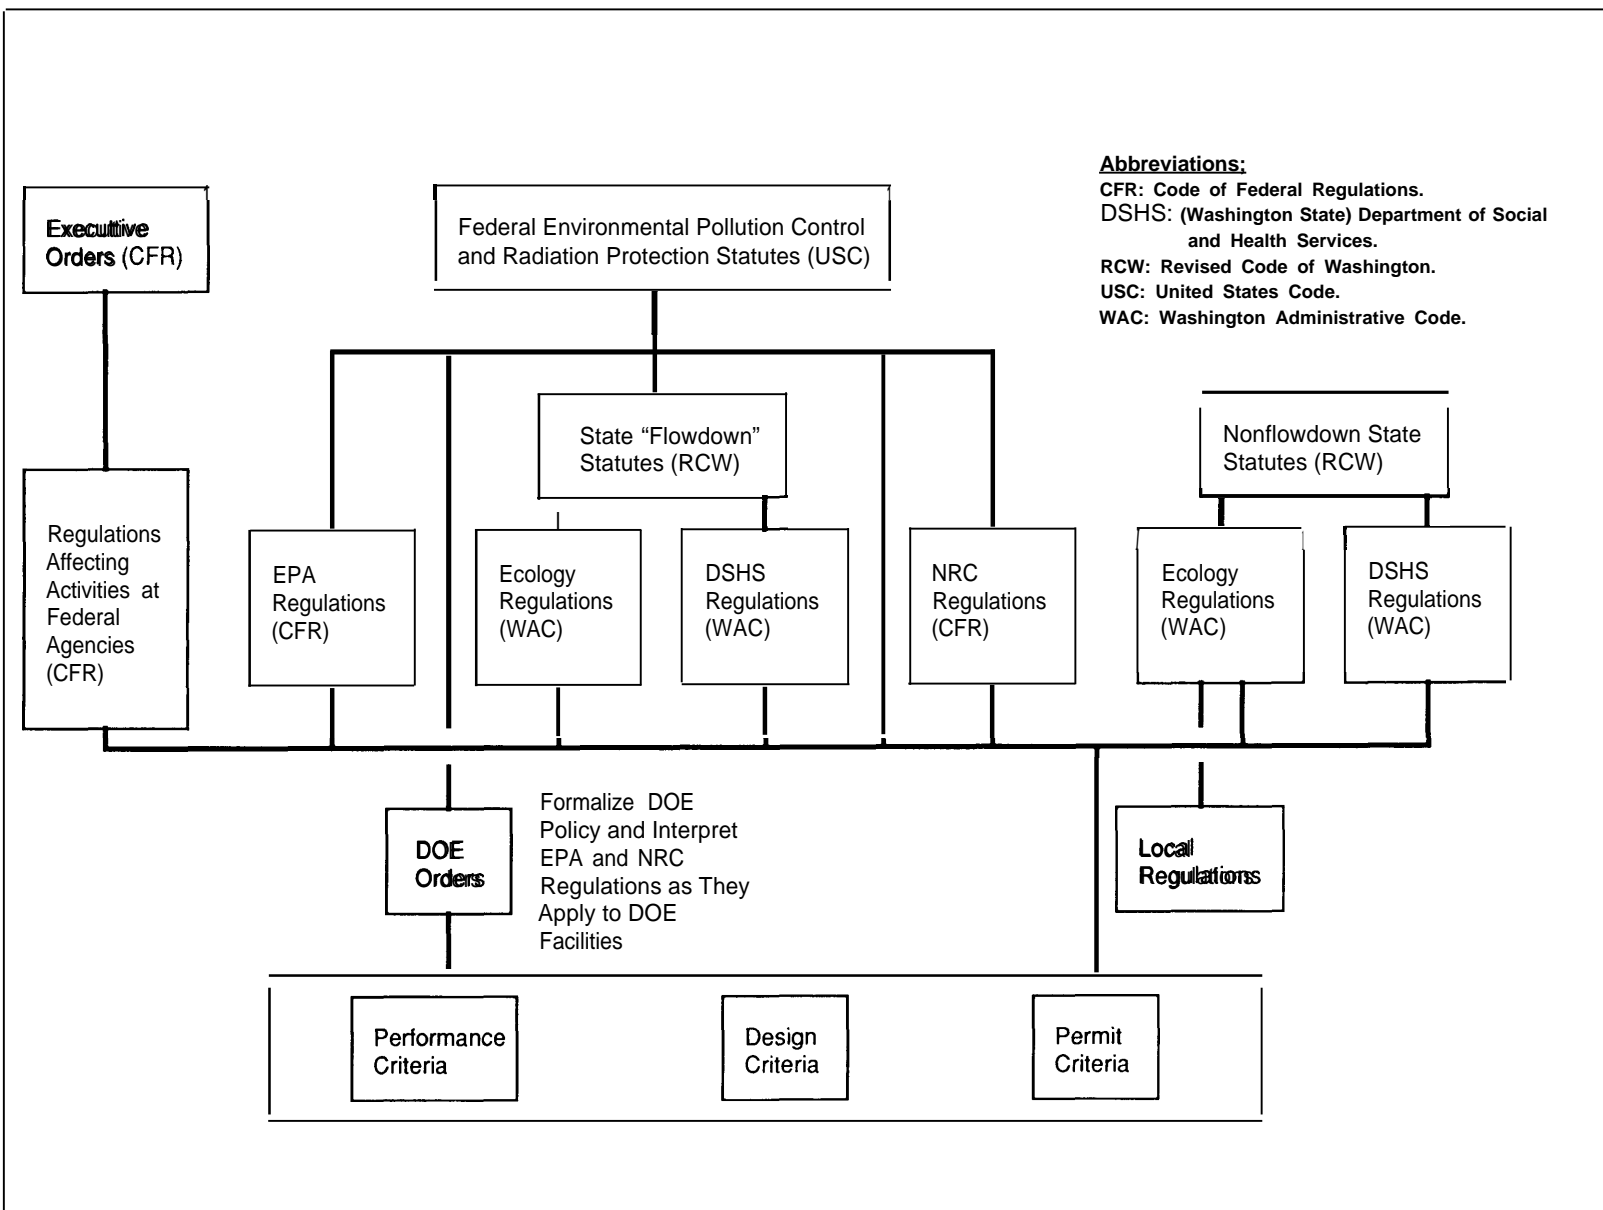 Abbreviations;
CFR: Code of Federal Regulations.
DSHS: (Washington State) Department of Social
and Health Services.
RCW: Revised Code of Washington.
USC: United States Code.
WAC: Washington Administrative Code.
Executive
Orders (CFR)
Federal Environmental Pollution Control
and Radiation Protection Statutes (USC)
State “Flowdown”
Statutes (RCW)
Nonflowdown State
Statutes (RCW)
Regulations
Affecting
Activities at
Federal
Agencies
(CFR)
EPA
Regulations
(CFR)
Ecology
Regulations
(WAC)
DSHS
Regulations
(WAC)
NRC
Regulations
(CFR)
Ecology
Regulations
(WAC)
DSHS
Regulations
(WAC)
DOE
Orders
Formalize DOE
Policy and Interpret
EPA and NRC
Regulations as They
Apply to DOE
Facilities
Local
Regulations
Performance
Criteria
Design
Criteria
Permit
Criteria